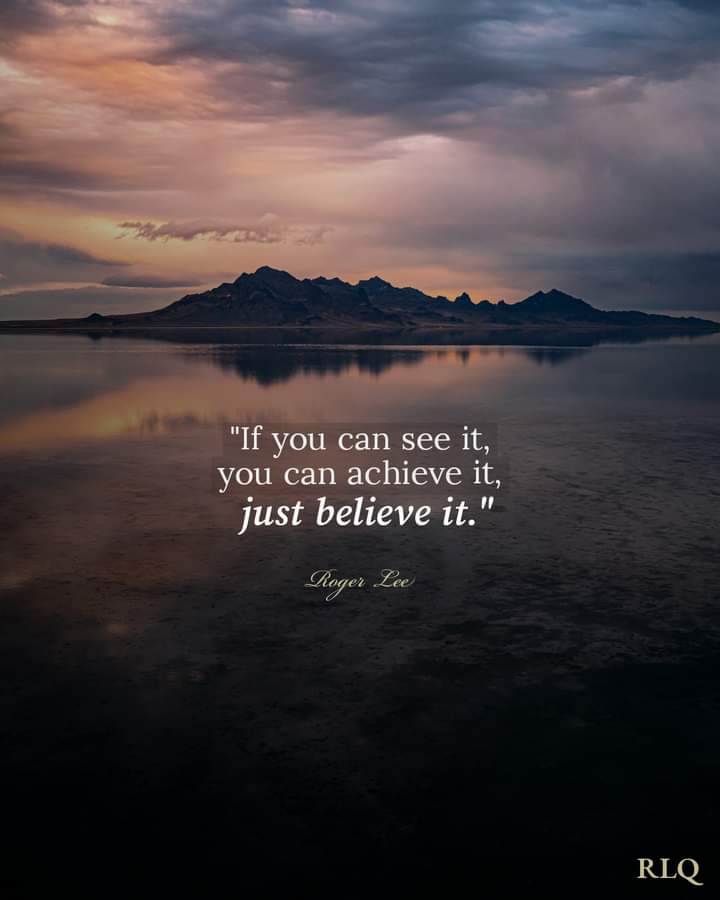 "If you can see it,
you can achieve it,
just believe it."
Roger Lee
RLQ